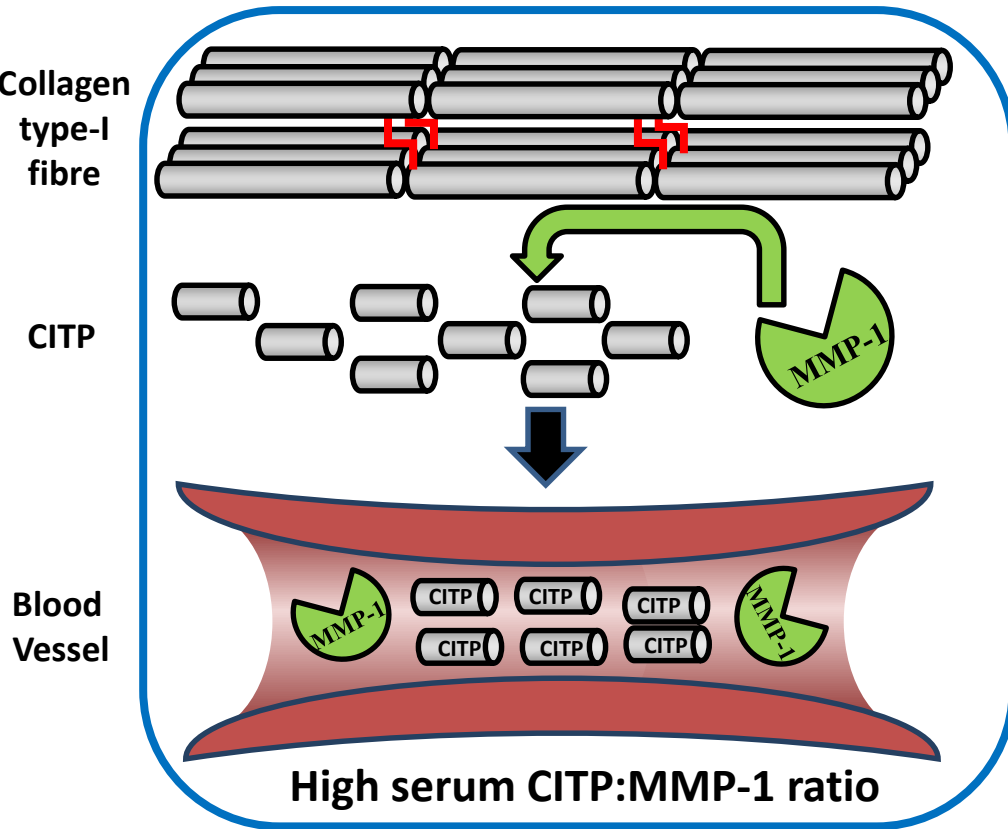 Collagen
type-I
fibre
CITP
MMP-1
Blood
Vessel
MMP-1
CITP
CITP
CITP
CITP
CITP
CITP
MMP-1
High serum CITP:MMP-1 ratio